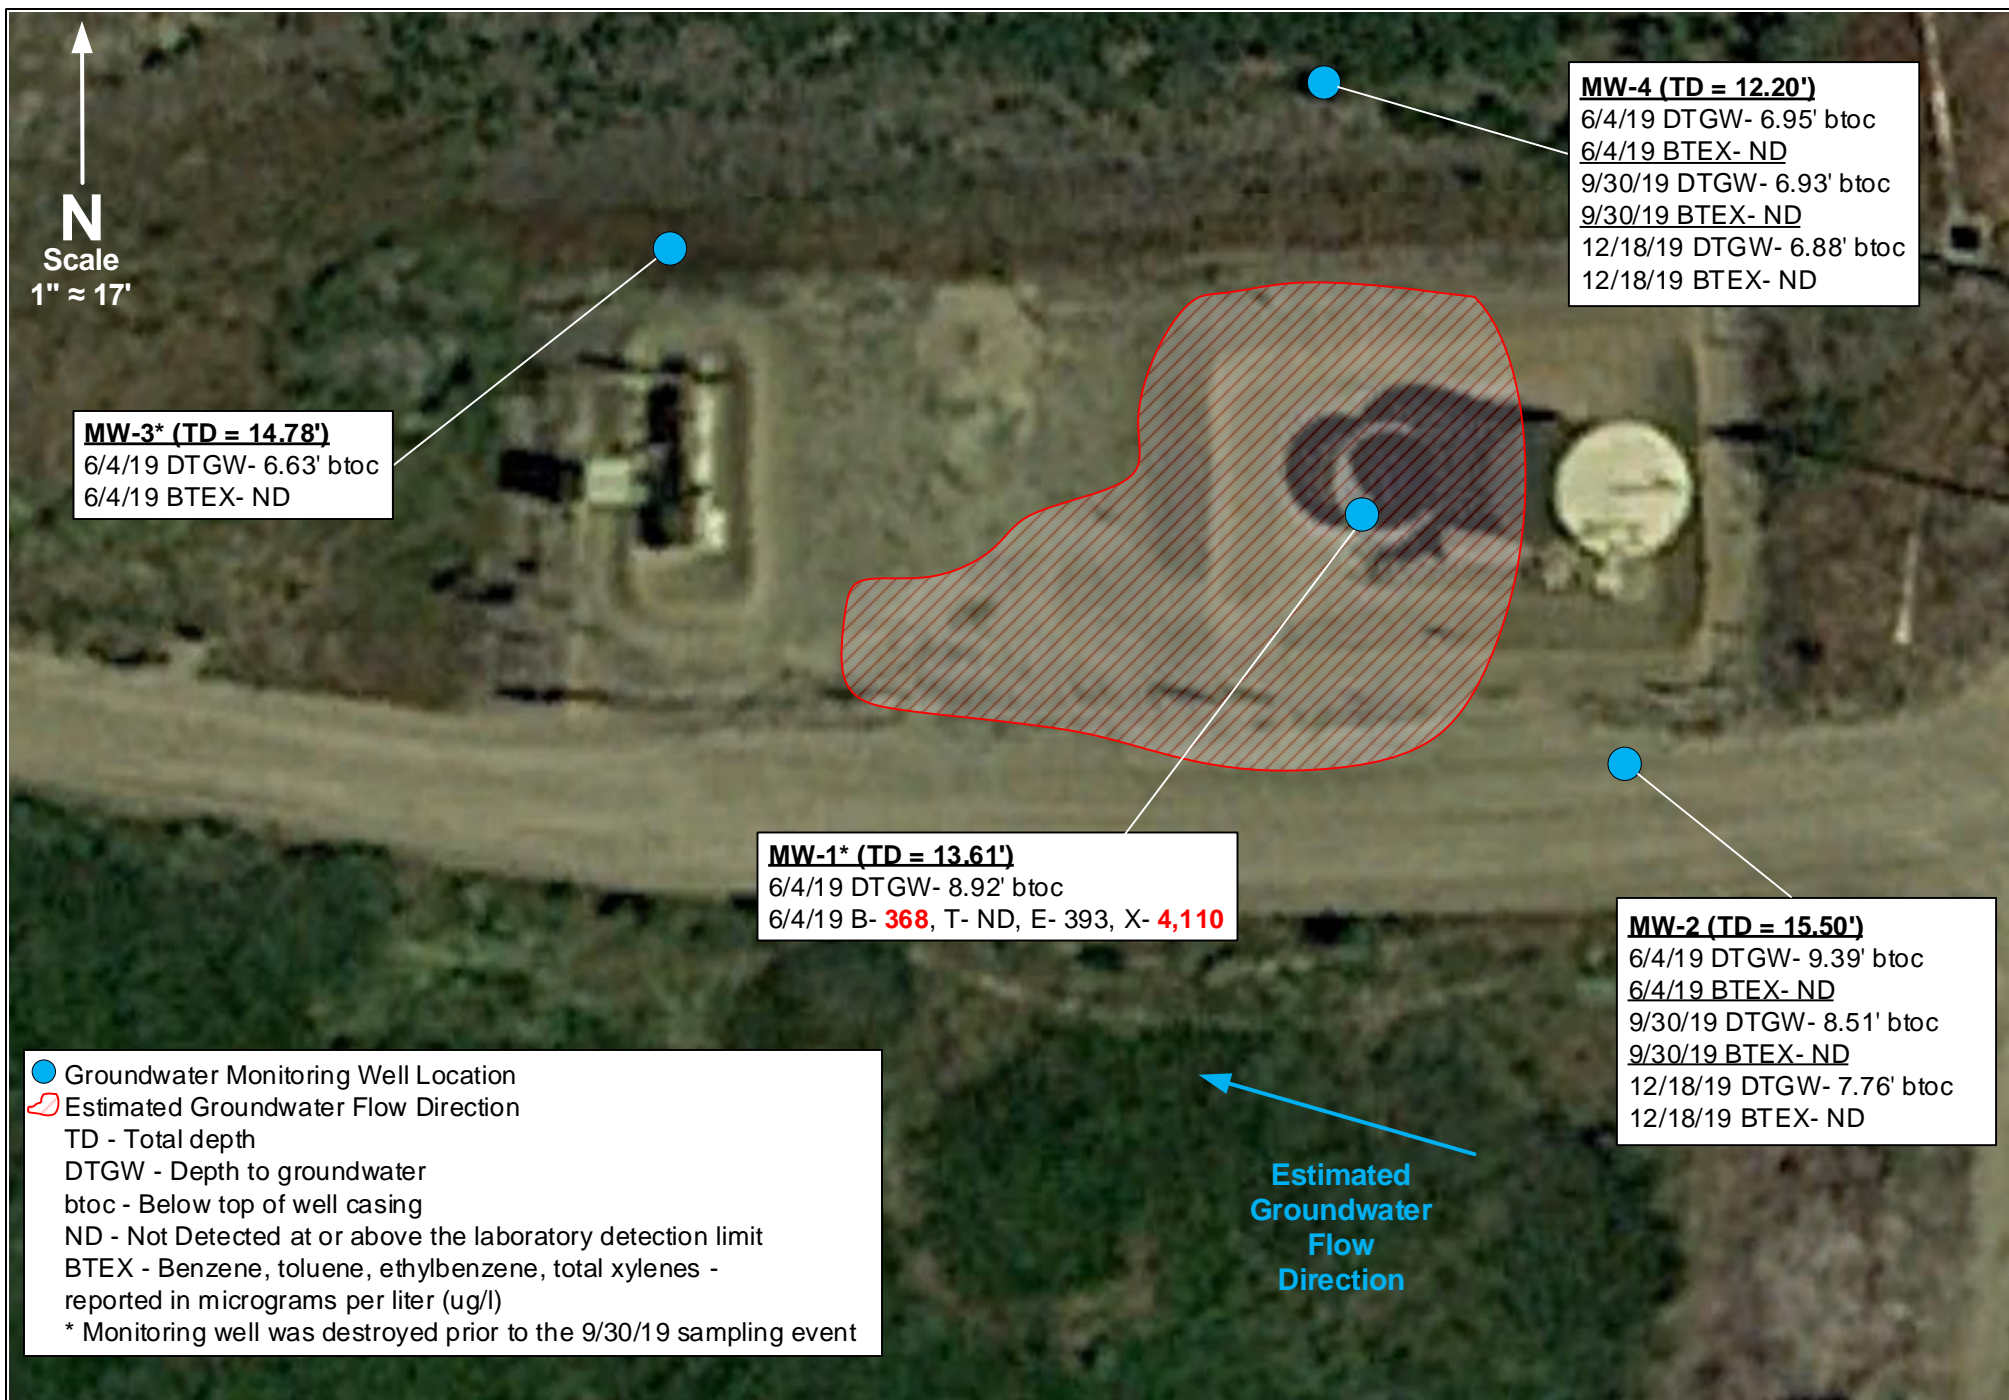 N
Scale
1" ≈ 17'
MW-4 (TD = 12.20')
6/4/19 DTGW- 6.95' btoc
6/4/19 BTEX- ND
9/30/19 DTGW- 6.93' btoc
9/30/19 BTEX- ND
12/18/19 DTGW- 6.88' btoc
12/18/19 BTEX- ND
MW-3* (TD = 14.78')
6/4/19 DTGW- 6.63' btoc
6/4/19 BTEX- ND
MW-1* (TD = 13.61')
6/4/19 DTGW- 8.92' btoc
6/4/19 B- 368, T- ND, E- 393, X- 4,110
MW-2 (TD = 15.50')
6/4/19 DTGW- 9.39' btoc
6/4/19 BTEX- ND
9/30/19 DTGW- 8.51' btoc
9/30/19 BTEX- ND
12/18/19 DTGW- 7.76' btoc
12/18/19 BTEX- ND
Groundwater Monitoring Well Location
Estimated Groundwater Flow Direction
TD - Total depth
DTGW - Depth to groundwater
btoc - Below top of well casing
ND - Not Detected at or above the laboratory detection limit
BTEX - Benzene, toluene, ethylbenzene, total xylenes -
reported in micrograms per liter (ug/l)
* Monitoring well was destroyed prior to the 9/30/19 sampling event
Estimated
Groundwater
Flow
Direction